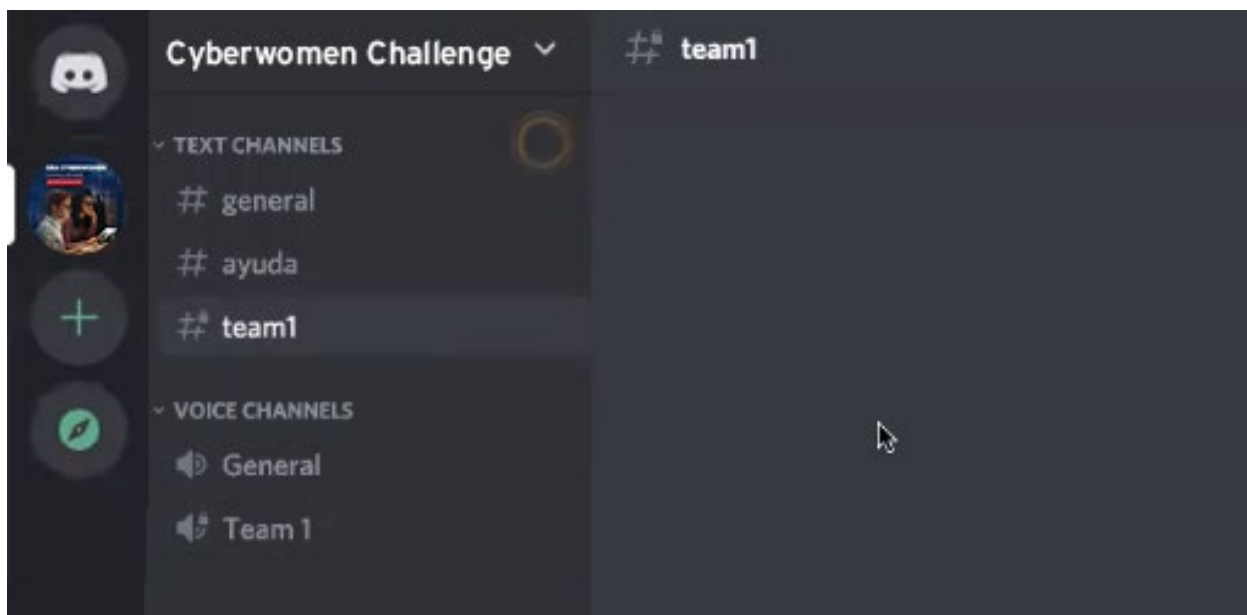 Cyberwomen Challenge
team1
TEXT CHANNELS
general
ayuda
team1
VOICE CHANNELS
General
Team 1